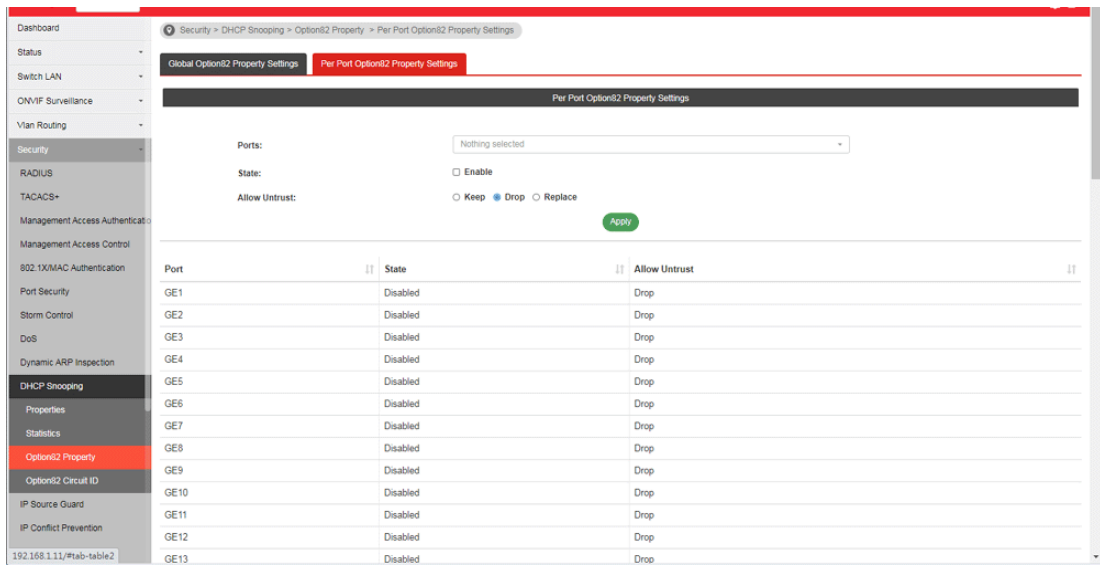 Dashboard
Status
Switch LAN
ONVIF Surveillance
Vlan Routing
Security
RADIUS
TACACS+
Management Access Authenticatio
Management Access Control
802.1X/MAC Authentication
Port Security
Storm Control
DoS
Dynamic ARP Inspection
DHCP Snooping
Properties
Statistics
Option82 Property
Option82 Circuit ID
IP Source Guard
IP Conflict Prevention
192.168.1.11/#tab-table2
Security > DHCP Snooping > Option82 Property > Per Port Option82 Property Settings
Global Option82 Property Settings Per Port Option82 Property Settings
Per Port Option82 Property Settings
Ports: Nothing selected
State: Enable
Allow Untrust: Keep Drop Replace
Apply
Port State Allow Untrust
GE1 Disabled Drop
GE2 Disabled Drop
GE3 Disabled Drop
GE4 Disabled Drop
GE5 Disabled Drop
GE6 Disabled Drop
GE7 Disabled Drop
GE8 Disabled Drop
GE9 Disabled Drop
GE10 Disabled Drop
GE11 Disabled Drop
GE12 Disabled Drop
GE13 Disabled Drop